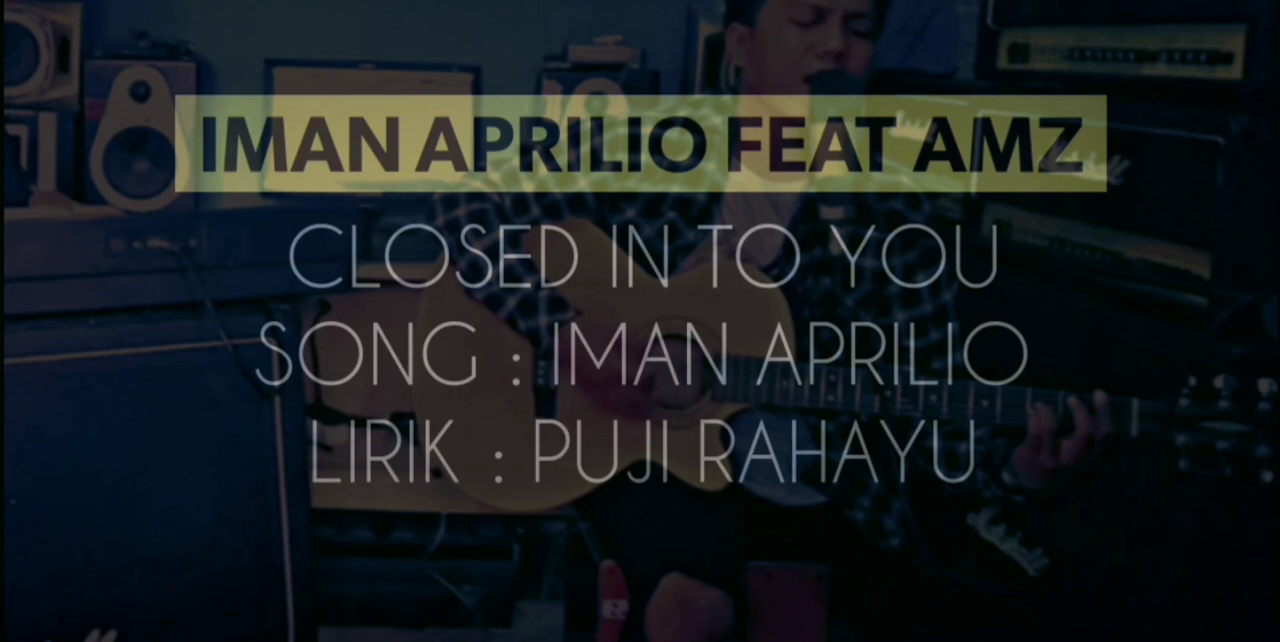 IMAN APRILIO FEAT AMZ
CLOSED IN TO YOU
SONG : IMAN APRILIO
LIRIK : PUJI RAHAYU